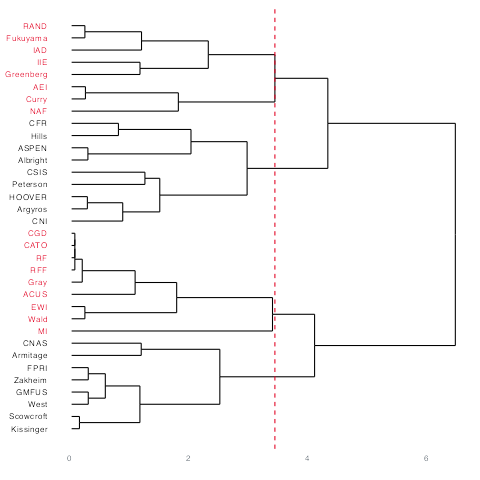 RAND
Fukuyama
IAD
IIE
Greenberg
AEI
Curry
NAF
CFR
Hills
ASPEN
Albright
CSIS
Peterson
HOOVER
Argyros
CNI
CGD
CATO
RF
RFF
Gray
ACUS
EWI
Wald
MI
CNAS
Armitage
FPRI
Zakheim
GMFUS
West
Scowcroft
Kissinger
0 2 4 6